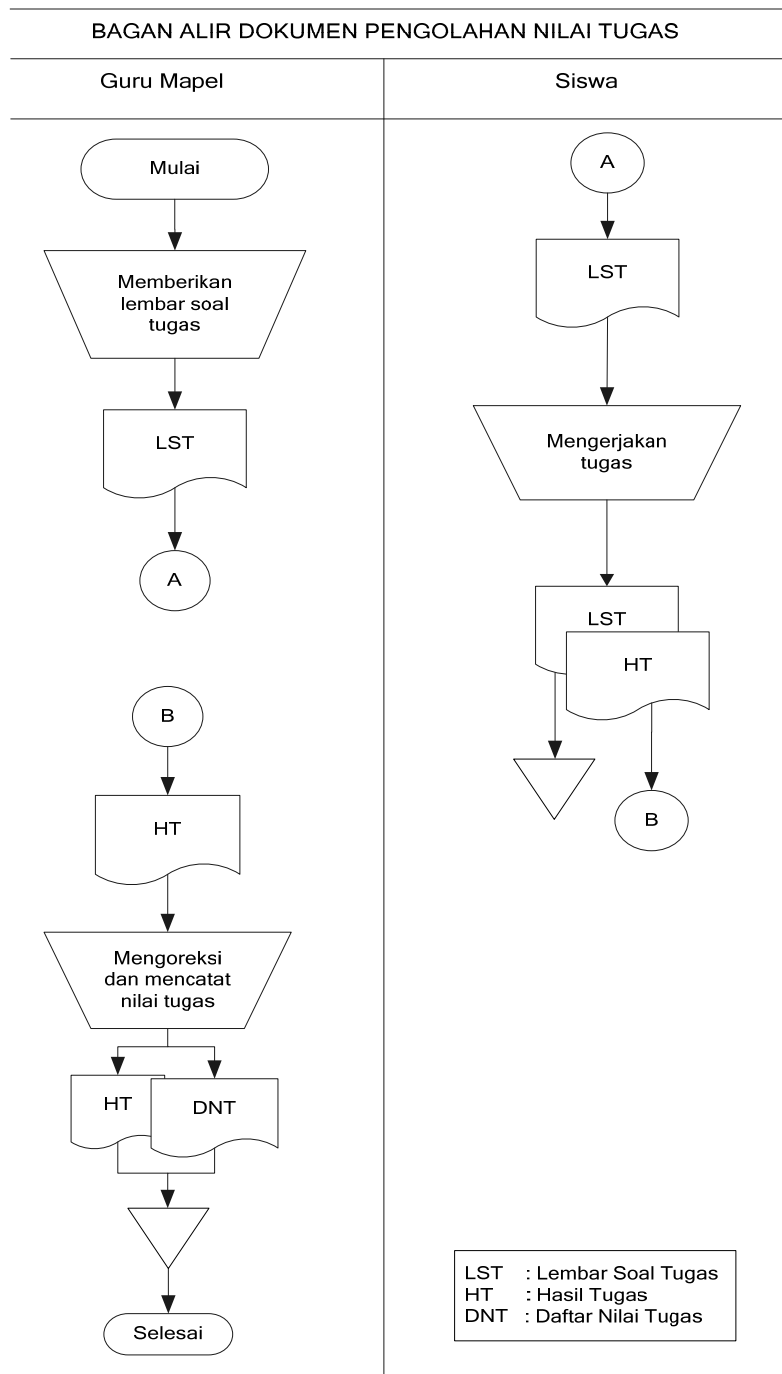 BAGAN ALIR DOKUMEN PENGOLAHAN NILAI TUGAS
Guru Mapel
Siswa
Mulai
Memberikan
lembar soal
tugas
LST
A
B
HT
Mengoreksi
dan mencatat
nilai tugas
HT
DNT
Selesai
A
LST
Mengerjakan
tugas
LST
HT
B
LST : Lembar Soal Tugas
HT : Hasil Tugas
DNT : Daftar Nilai Tugas